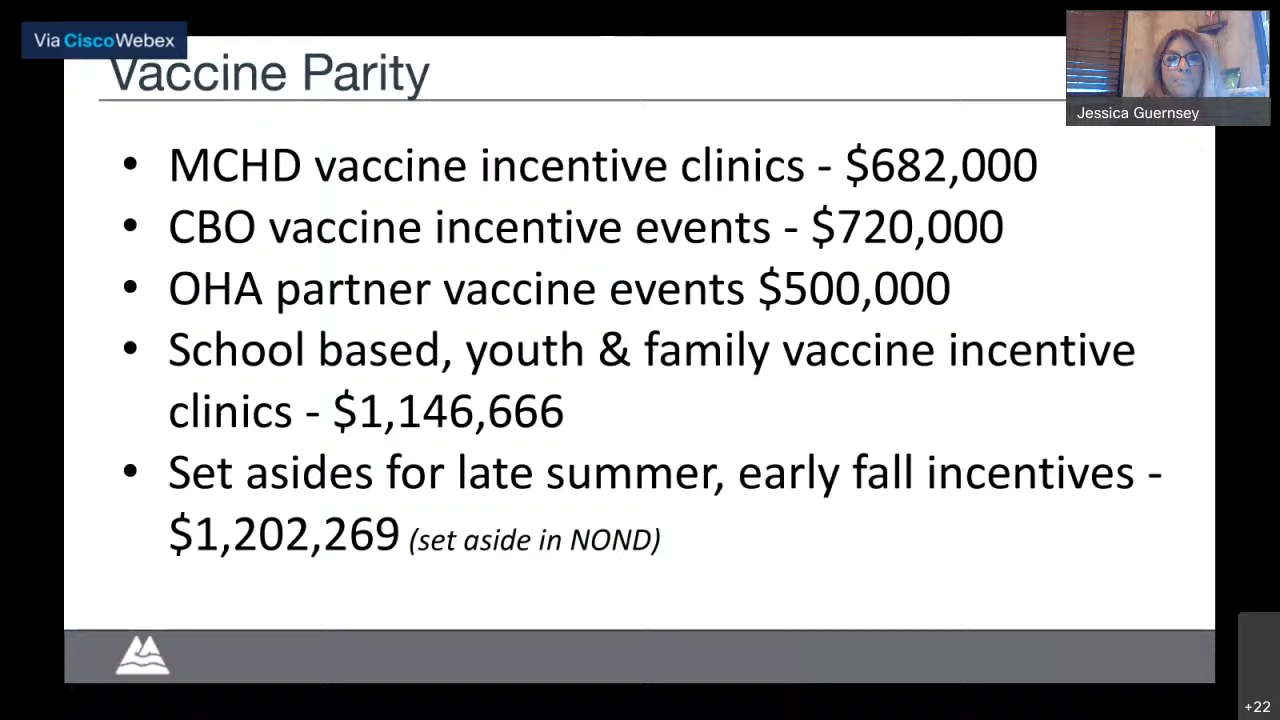 Via CiscoWebex
Vaccine Parity
Jessica Guernsey
• MCHD vaccine incentive clinics - $682,000
• CBO vaccine incentive events - $720,000
• OHA partner vaccine events $500,000
• School based, youth & family vaccine incentive
clinics - $1,146,666
• Set asides for late summer, early fall incentives -
$1,202,269 (set aside in NOND)
+22